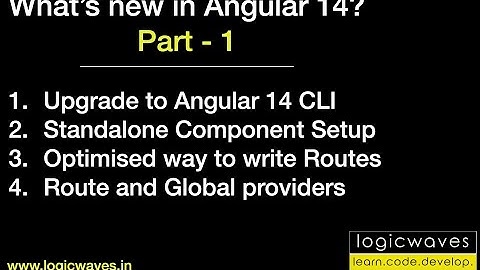 What's new in Angular 14?
Part - 1
1. Upgrade to Angular 14 CLI
2. Standalone Component Setup
3. Optimised way to write Routes
4. Route and Global providers
www.logicwaves.in
logicwaves
learn.code.develop.